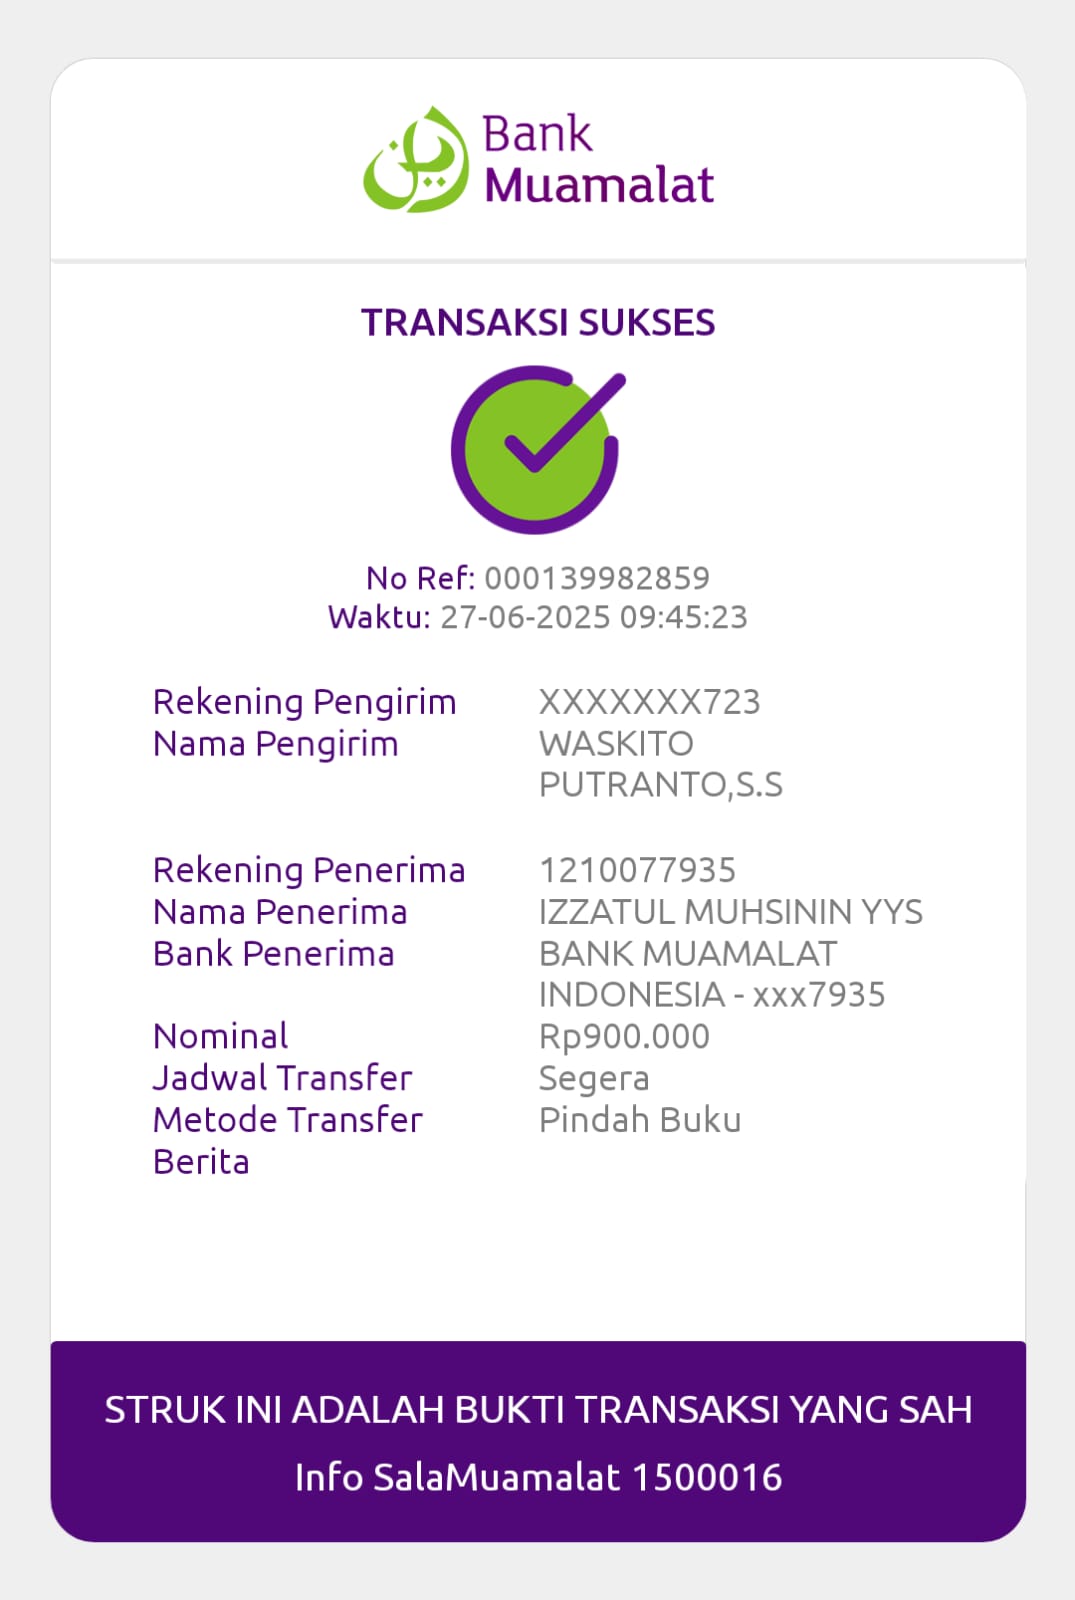 Bank
Muamalat
TRANSAKSI SUKSES
No Ref: 000139982859
Waktu: 27-06-2025 09:45:23
Rekening Pengirim XXXXXXX723
Nama Pengirim WASKITO
PUTRANTO,S.S
Rekening Penerima 1210077935
Nama Penerima IZZATUL MUHSININ YYS
Bank Penerima BANK MUAMALAT
INDONESIA - xxx7935
Nominal Rp900.000
Jadwal Transfer Segera
Metode Transfer Pindah Buku
Berita
STRUK INI ADALAH BUKTI TRANSAKSI YANG SAH
Info SalaMuamalat 1500016